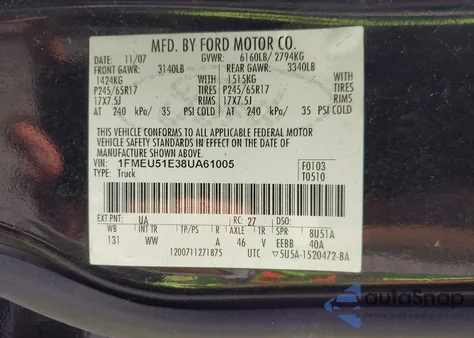 MFD. BY FORD MOTOR CO.
DATE: 11/07 GVWR: 6160LB/ 2794KG
FRONT GAWR: 3140LB REAR GAWR: 3340LB
1424KG WITH 1515KG WITH
P245/65R17 TIRES P245/65R17 TIRES
17X7.5J RIMS 17X7.5J RIMS
AT 240 kPa/ 35 PSI COLD AT 240 kPa/ 35 PSI COLD
THIS VEHICLE CONFORMS TO ALL APPLICABLE FEDERAL MOTOR
VEHICLE SAFETY STANDARDS IN EFFECT ON THE DATE OF
MANUFACTURE SHOWN ABOVE.
VIN: 1FMEU51E38UA61005 F0103
TYPE: Truck T0510
EXT PNT: UA RC: 27 DSO:
WB INT TR TP/PS R AXLE TR SPR 8U51A
131 WW A 46 V EEBB 40A
1200711271875 UTC ▽5U5A-1520472-BA
autoSnap